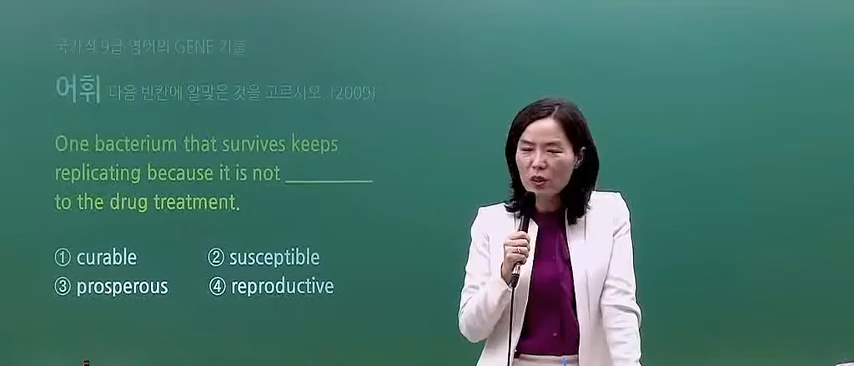 국가직 9급 영어의 GENE 기출
어휘 다음 빈칸에 알맞은 것을 고르시오. (2009)
One bacterium that survives keeps
replicating because it is not ________
to the drug treatment.
① curable ② susceptible
③ prosperous ④ reproductive